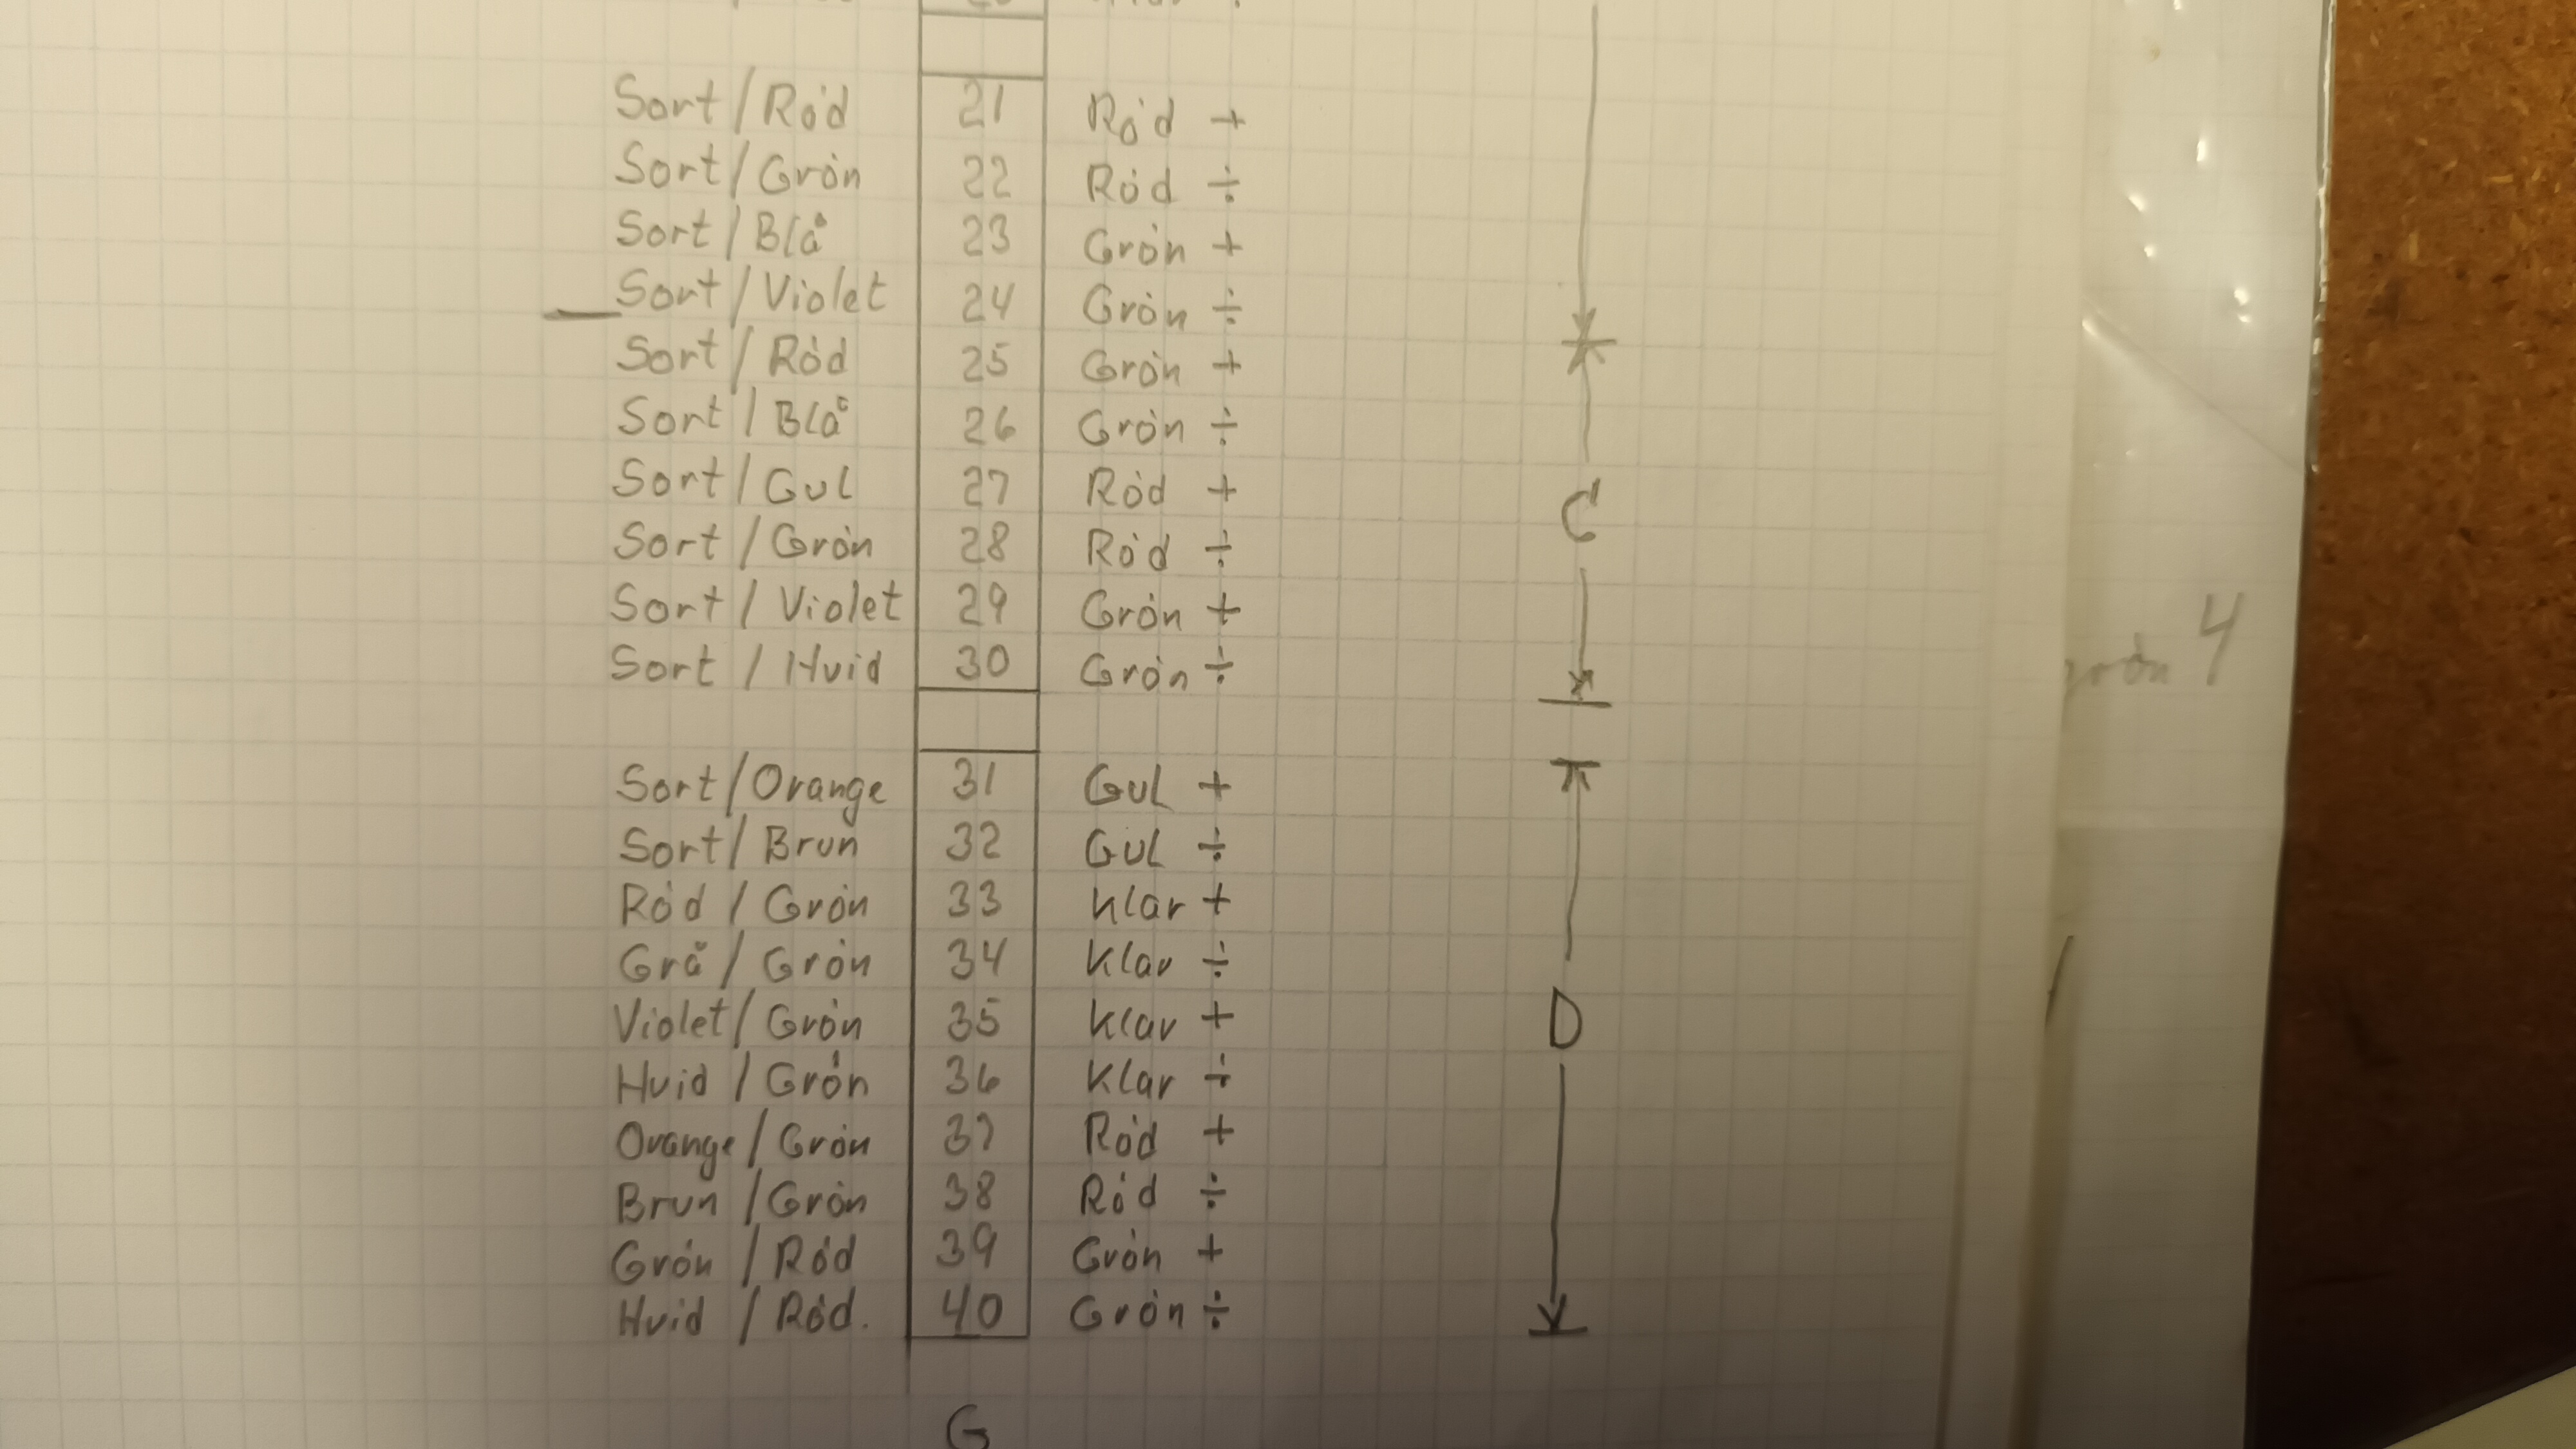 Sort/Rød 21 Rød +
Sort/Grøn 22 Rød ÷
Sort/Blå 23 Grøn +
Sort/Violet 24 Grøn ÷
Sort/Rød 25 Grøn +
Sort/Blå 26 Grøn ÷
Sort/Gul 27 Rød + C
Sort/Grøn 28 Rød ÷
Sort/Violet 29 Grøn +
Sort/Hvid 30 Grøn ÷
Sort/Orange 31 Gul +
Sort/Brun 32 Gul ÷
Rød/Grøn 33 Klar +
Grå/Grøn 34 Klar ÷
Violet/Grøn 35 Klar + D
Hvid/Grøn 36 Klar ÷
Orange/Grøn 37 Rød +
Brun/Grøn 38 Rød ÷
Grøn/Rød 39 Grøn +
Hvid/Rød. 40 Grøn ÷
G
4